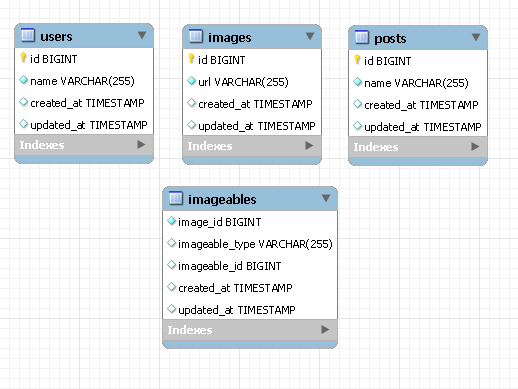 users
id BIGINT
name VARCHAR(255)
created_at TIMESTAMP
updated_at TIMESTAMP
Indexes
images
id BIGINT
url VARCHAR(255)
created_at TIMESTAMP
updated_at TIMESTAMP
Indexes
posts
id BIGINT
name VARCHAR(255)
created_at TIMESTAMP
updated_at TIMESTAMP
Indexes
imageables
image_id BIGINT
imageable_type VARCHAR(255)
imageable_id BIGINT
created_at TIMESTAMP
updated_at TIMESTAMP
Indexes